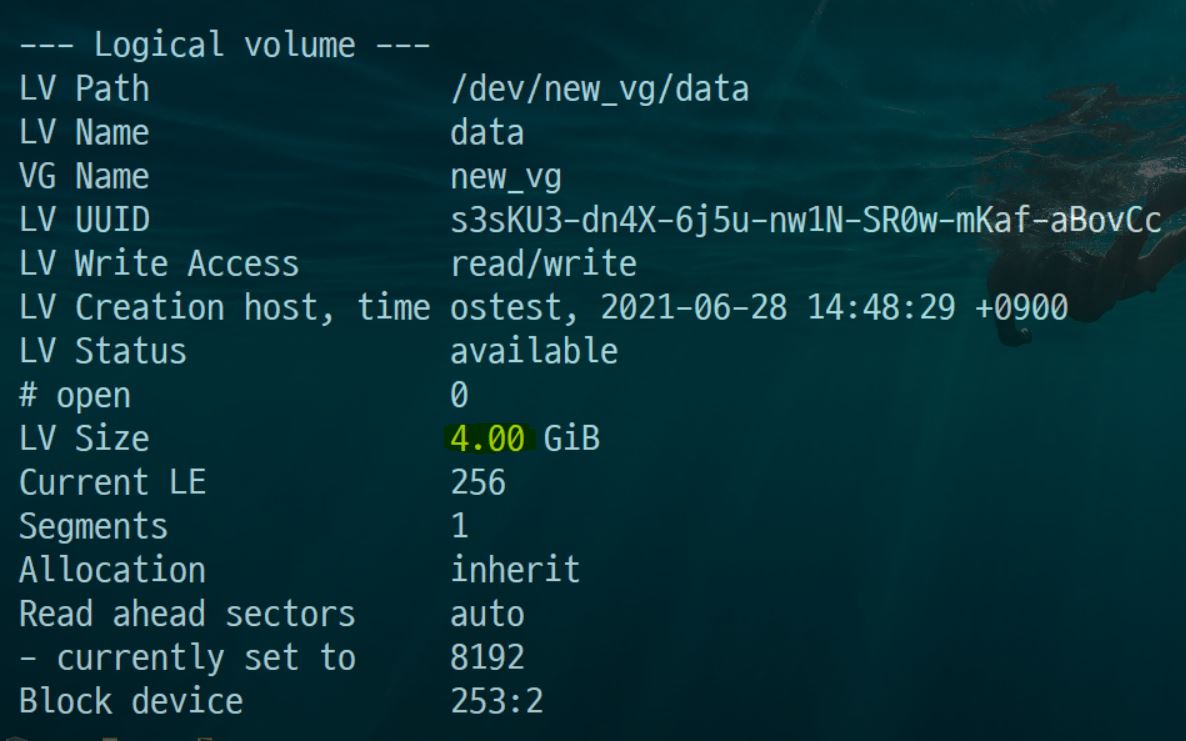 --- Logical volume ---
LV Path /dev/new_vg/data
LV Name data
VG Name new_vg
LV UUID s3sKU3-dn4X-6j5u-nw1N-SR0w-mKaf-aBovCc
LV Write Access read/write
LV Creation host, time ostest, 2021-06-28 14:48:29 +0900
LV Status available
# open 0
LV Size 4.00 GiB
Current LE 256
Segments 1
Allocation inherit
Read ahead sectors auto
- currently set to 8192
Block device 253:2